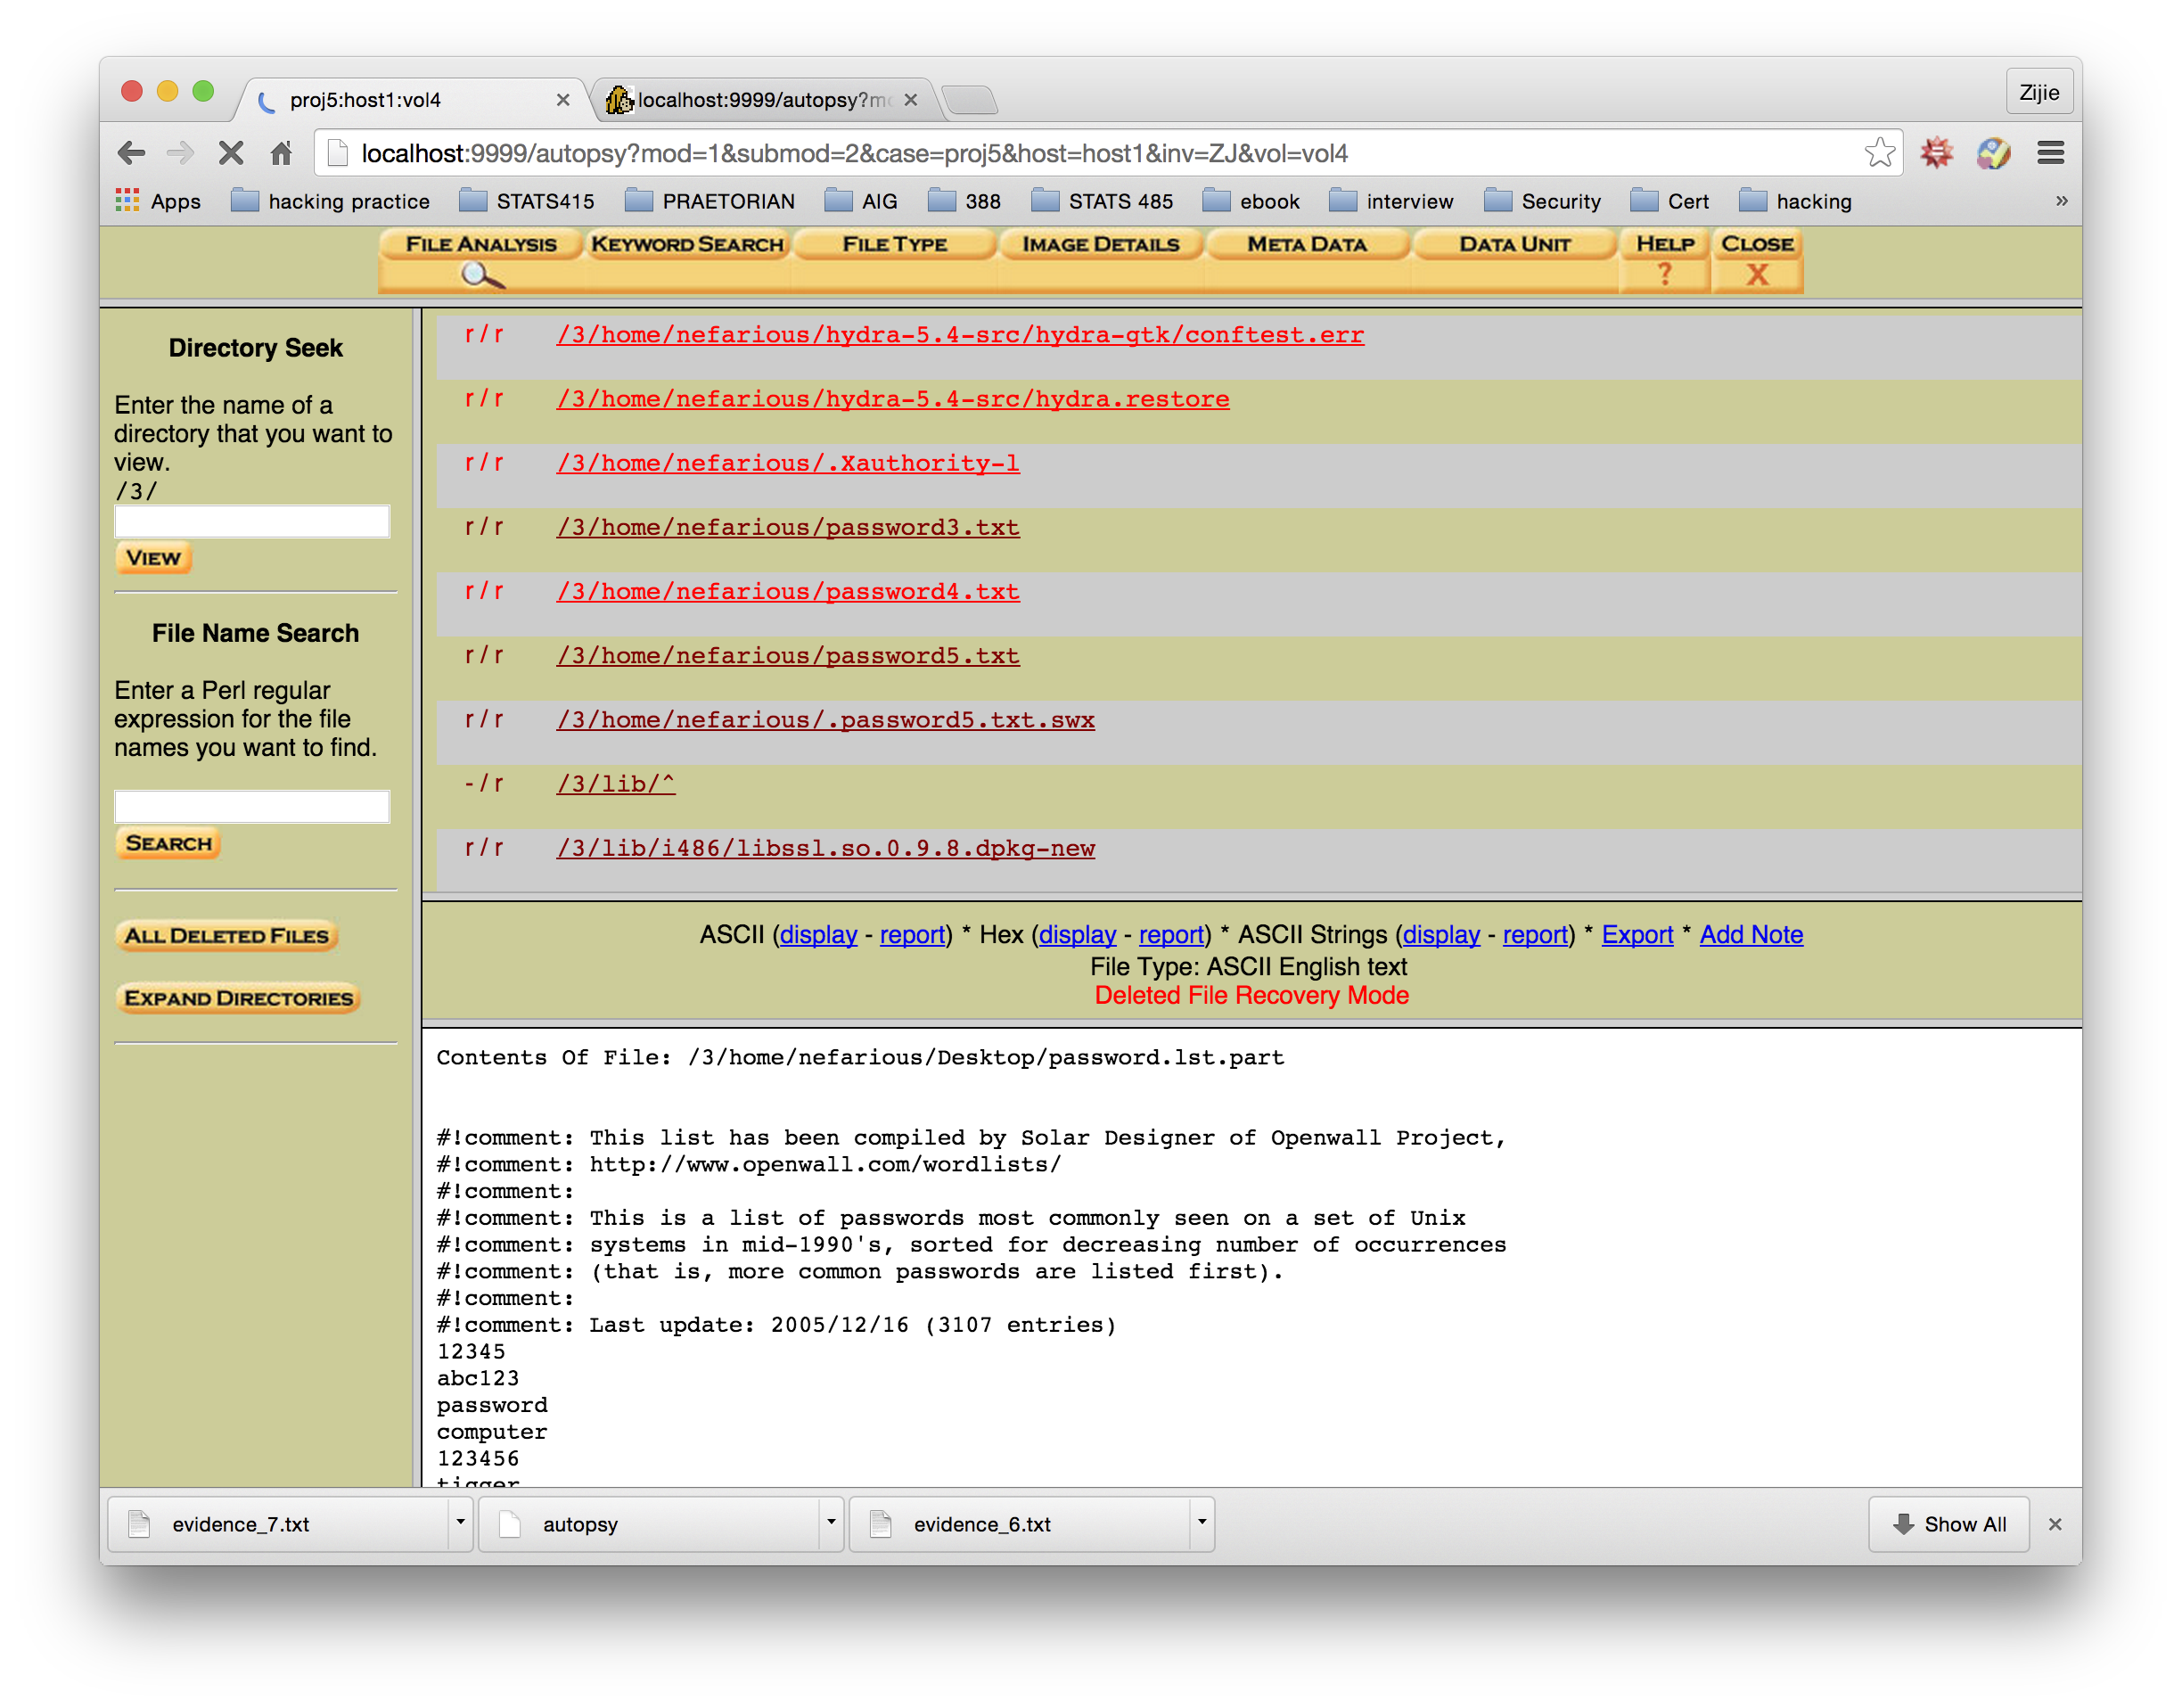 proj5:host1:vol4
localhost:9999/autopsy?mo
Zijie
localhost:9999/autopsy?mod=1&submod=2&case=proj5&host=host1&inv=ZJ&vol=vol4
Apps hacking practice STATS415 PRAETORIAN AIG 388 STATS 485 ebook interview Security Cert hacking »
FILE ANALYSIS KEYWORD SEARCH FILE TYPE IMAGE DETAILS META DATA DATA UNIT HELP CLOSE
? X
Directory Seek
Enter the name of a
directory that you want to
view.
/3/
VIEW
File Name Search
Enter a Perl regular
expression for the file
names you want to find.
SEARCH
ALL DELETED FILES
EXPAND DIRECTORIES
r / r /3/home/nefarious/hydra-5.4-src/hydra-gtk/conftest.err
r / r /3/home/nefarious/hydra-5.4-src/hydra.restore
r / r /3/home/nefarious/.Xauthority-l
r / r /3/home/nefarious/password3.txt
r / r /3/home/nefarious/password4.txt
r / r /3/home/nefarious/password5.txt
r / r /3/home/nefarious/.password5.txt.swx
- / r /3/lib/^
r / r /3/lib/i486/libssl.so.0.9.8.dpkg-new
ASCII (display - report) * Hex (display - report) * ASCII Strings (display - report) * Export * Add Note
File Type: ASCII English text
Deleted File Recovery Mode
Contents Of File: /3/home/nefarious/Desktop/password.lst.part
#!comment: This list has been compiled by Solar Designer of Openwall Project,
#!comment: http://www.openwall.com/wordlists/
#!comment:
#!comment: This is a list of passwords most commonly seen on a set of Unix
#!comment: systems in mid-1990's, sorted for decreasing number of occurrences
#!comment: (that is, more common passwords are listed first).
#!comment:
#!comment: Last update: 2005/12/16 (3107 entries)
12345
abc123
password
computer
123456
tigger
evidence_7.txt autopsy evidence_6.txt Show All